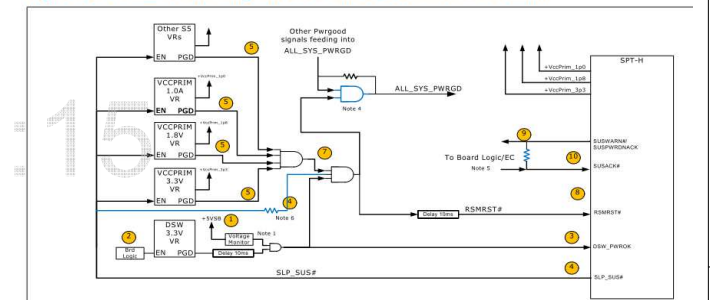 Other S5
VRs
EN PGD
VCCPRIM
1.0A
VR
EN PGD
VCCPRIM
1.8V
VR
EN PGD
VCCPRIM
3.3V
VR
EN PGD
DSW
3.3V
VR
EN PGD
Brd
Logic
+5VSB
Voltage
Monitor
Note 1
Delay 10ms
SLP_SUS#
Other Pwrgood
signals feeding into
ALL_SYS_PWRGD
ALL_SYS_PWRGD
Note 4
Note 6
Delay 10ms
RSMRST#
To Board Logic/EC
Note 5
SPT-H
+VccPrim_1p0
+VccPrim_1p8
+VccPrim_3p3
SUSWARN#/
SUSPWRDNACK
SUSACK#
RSMRST#
DSW_PWROK
SLP_SUS#
5
5
5
5
7
4
1
2
9
10
8
3
4
:15